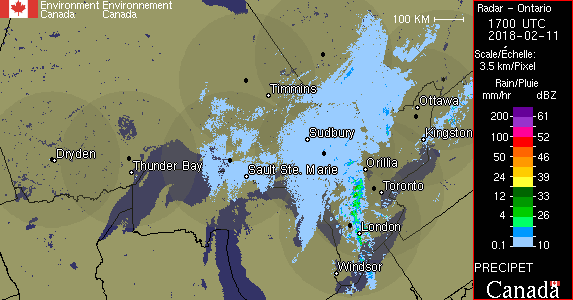 Environment Environnement
Canada Canada
100 KM
Timmins
Ottawa
Sudbury
Kingston
Dryden
Thunder Bay
Sault Ste. Marie
Orillia
Toronto
London
Windsor
Radar - Ontario
1700 UTC
2018-02-11
Scale/Échelle:
3.5 km/Pixel
Rain/Pluie
mm/hr dBZ
200 61
100 52
50 46
24 39
12 33
4 26
0.1 10
PRECIPET
Canada